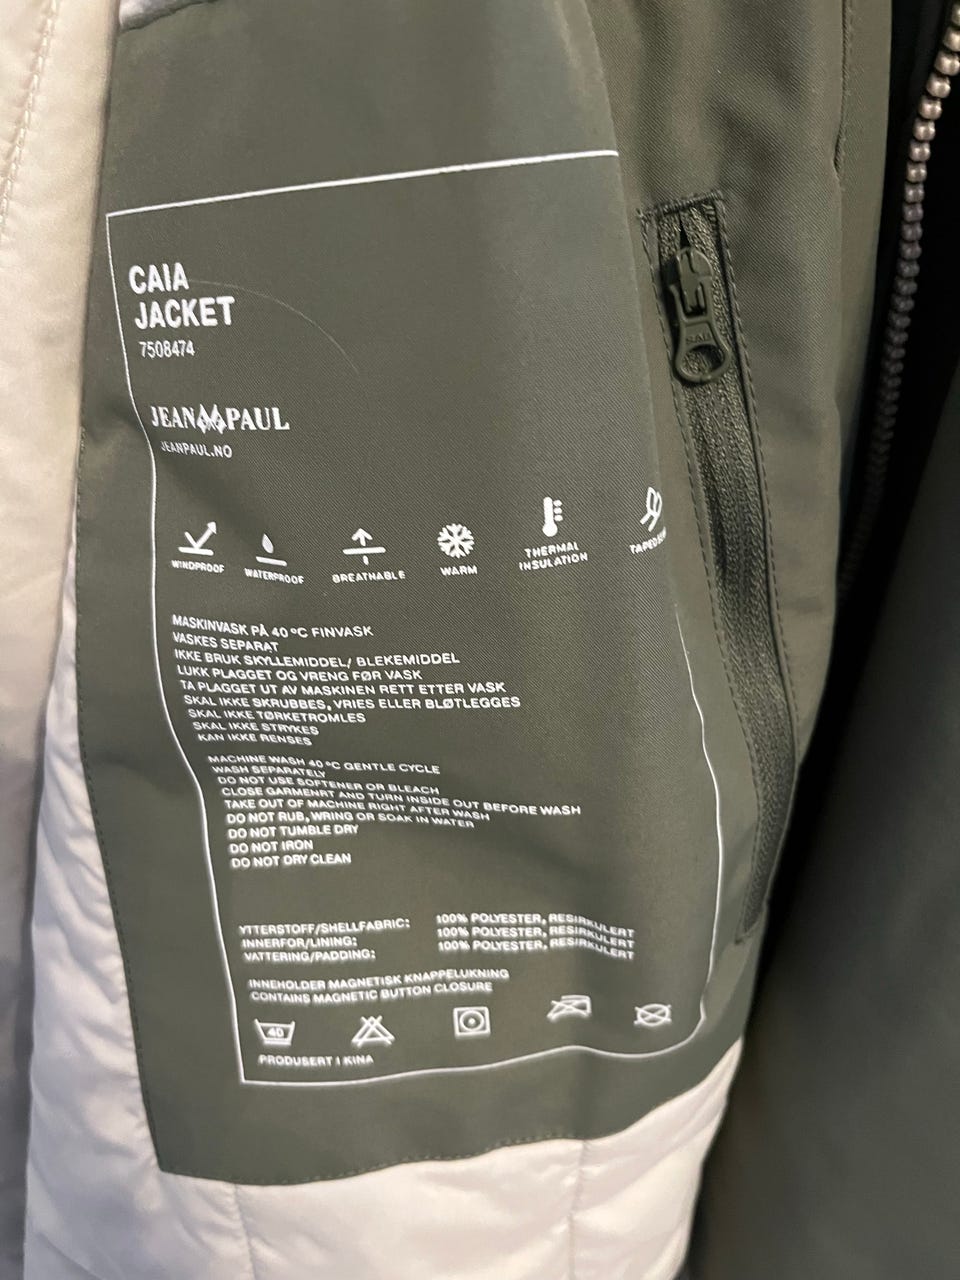 CAIA
JACKET
7508474
JEAN PAUL
JEANPAUL.NO
WINDPROOF
WATERPROOF
BREATHABLE
WARM
THERMAL
INSULATION
TAPED
MASKINVASK PÅ 40 ºC FINVASK
VASKES SEPARAT
IKKE BRUK SKYLLEMIDDEL/ BLEKEMIDDEL
LUKK PLAGGET OG VRENG FØR VASK
TA PLAGGET UT AV MASKINEN RETT ETTER VASK
SKAL IKKE SKRUBBES, VRIES ELLER BLØTLEGGES
SKAL IKKE TØRKETROMLES
SKAL IKKE STRYKES
KAN IKKE RENSES
MACHINE WASH 40 ºC GENTLE CYCLE
WASH SEPARATELY
DO NOT USE SOFTENER OR BLEACH
CLOSE GARMENRT AND TURN INSIDE OUT BEFORE WASH
TAKE OUT OF MACHINE RIGHT AFTER WASH
DO NOT RUB, WRING OR SOAK IN WATER
DO NOT TUMBLE DRY
DO NOT IRON
DO NOT DRY CLEAN
YTTERSTOFF/SHELLFABRIC: 100% POLYESTER, RESIRKULERT
INNERFOR/LINING: 100% POLYESTER, RESIRKULERT
VATTERING/PADDING: 100% POLYESTER, RESIRKULERT
INNEHOLDER MAGNETISK KNAPPELUKNING
CONTAINS MAGNETIC BUTTON CLOSURE
40
PRODUSERT I KINA